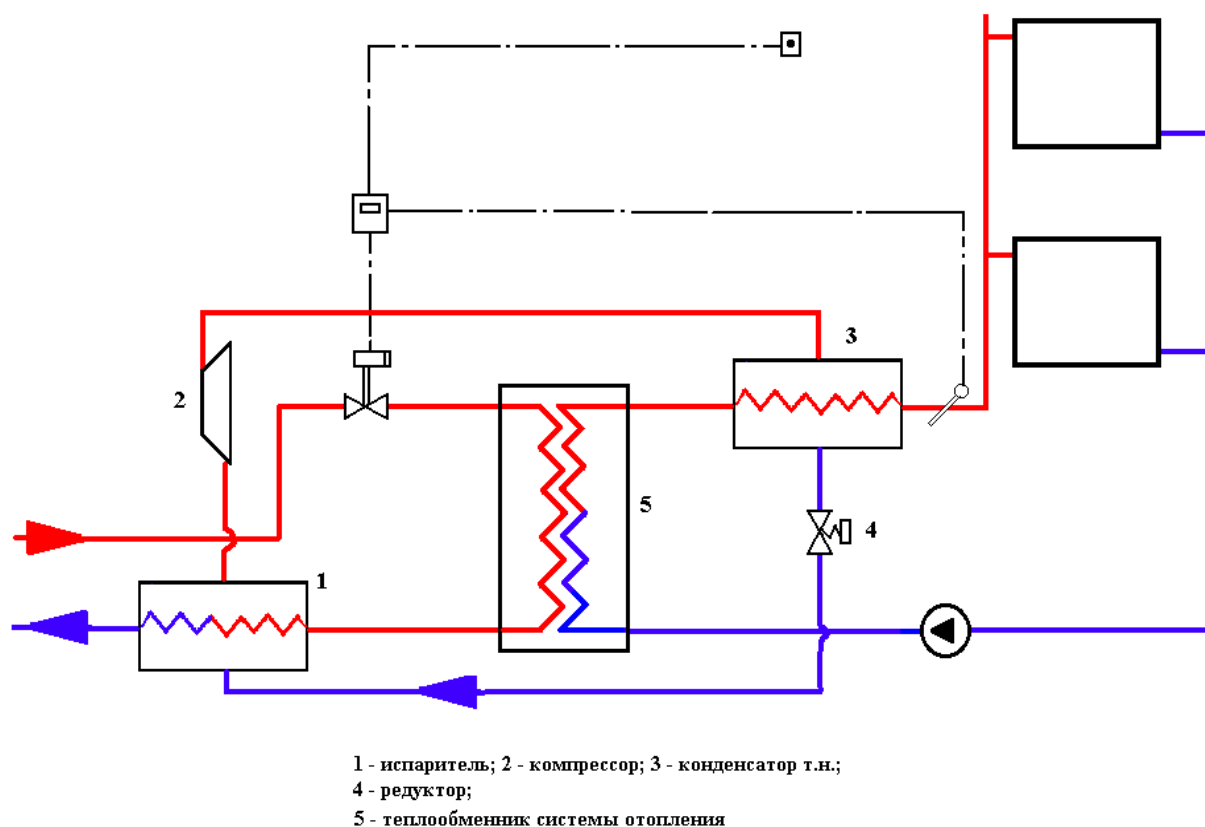 3
2
5
4
1
1 - испаритель; 2 - компрессор; 3 - конденсатор т.н.;
4 - редуктор;
5 - теплообменник системы отопления